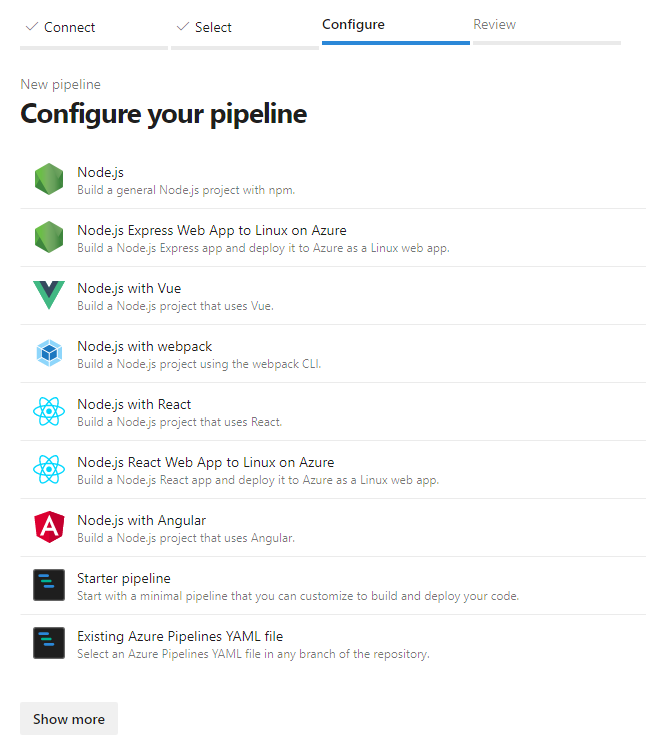 Connect
Select
Configure
Review
New pipeline
Configure your pipeline
Node.js
Build a general Node.js project with npm.
Node.js Express Web App to Linux on Azure
Build a Node.js Express app and deploy it to Azure as a Linux web app.
Node.js with Vue
Build a Node.js project that uses Vue.
Node.js with webpack
Build a Node.js project using the webpack CLI.
Node.js with React
Build a Node.js project that uses React.
Node.js React Web App to Linux on Azure
Build a Node.js React app and deploy it to Azure as a Linux web app.
Node.js with Angular
Build a Node.js project that uses Angular.
Starter pipeline
Start with a minimal pipeline that you can customize to build and deploy your code.
Existing Azure Pipelines YAML file
Select an Azure Pipelines YAML file in any branch of the repository.
Show more